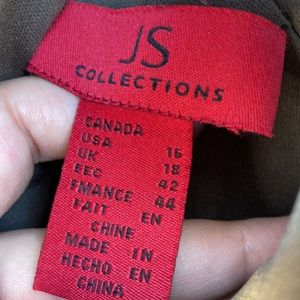 JS
COLLECTIONS
CANADA
USA 16
UK 18
EEC 42
FRANCE 44
FAIT EN
CHINE
MADE IN
HECHO EN
CHINA